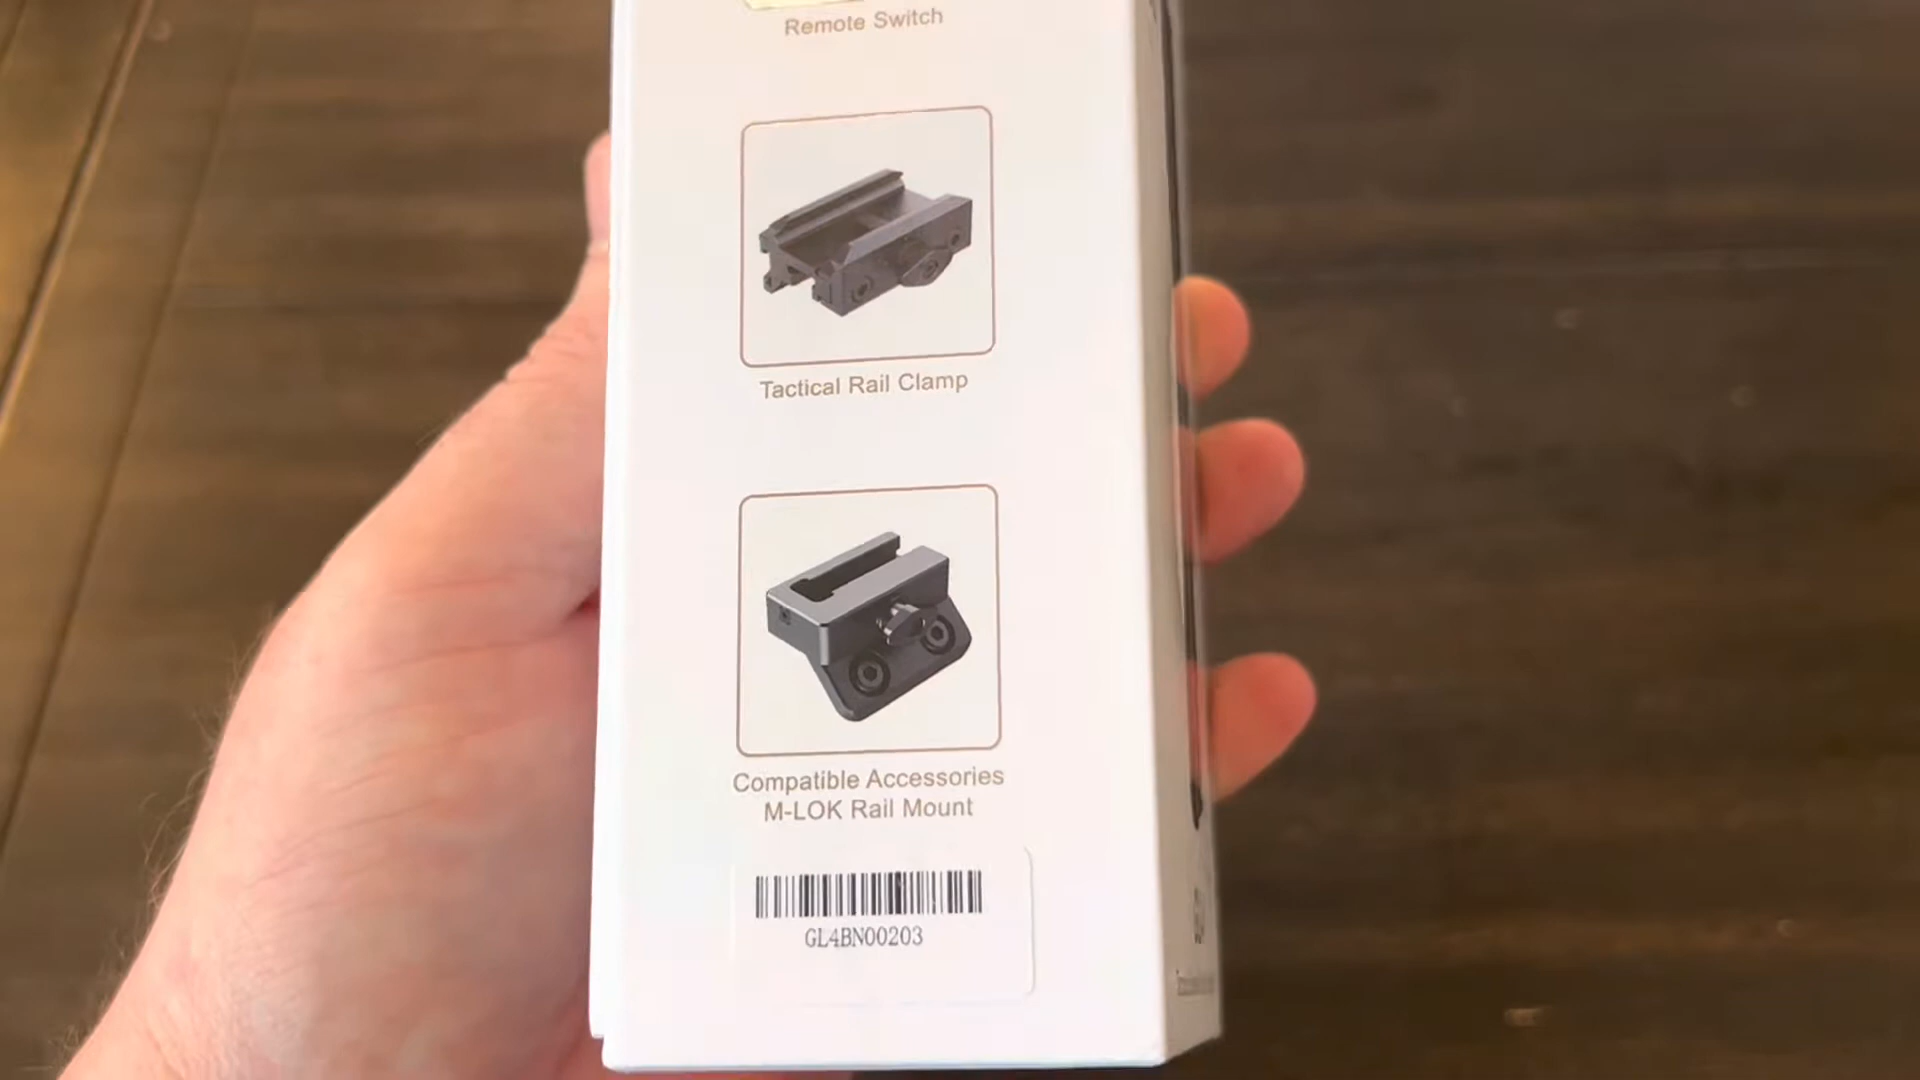 Remote Switch
Tactical Rail Clamp
Compatible Accessories
M-LOK Rail Mount
GL4BN00203